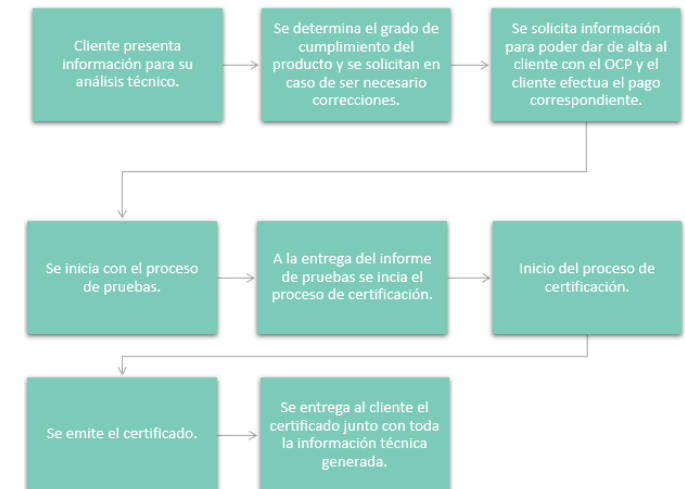 Cliente presenta
información para su
análisis técnico.
Se determina el grado de
cumplimiento del
producto y se solicitan en
caso de ser necesario
correcciones.
Se solicita información
para poder dar de alta al
cliente con el OCP y el
cliente efectua el pago
correspondiente.
Se inicia con el proceso
de pruebas.
A la entrega del informe
de pruebas se incia el
proceso de certificación.
Inicio del proceso de
certificación.
Se emite el certificado.
Se entrega al cliente el
certificado junto con toda
la información técnica
generada.